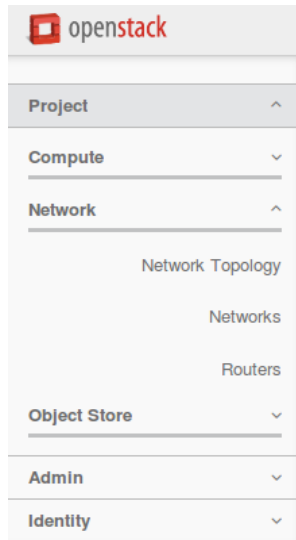 openstack
Project
Compute
Network
Network Topology
Networks
Routers
Object Store
Admin
Identity